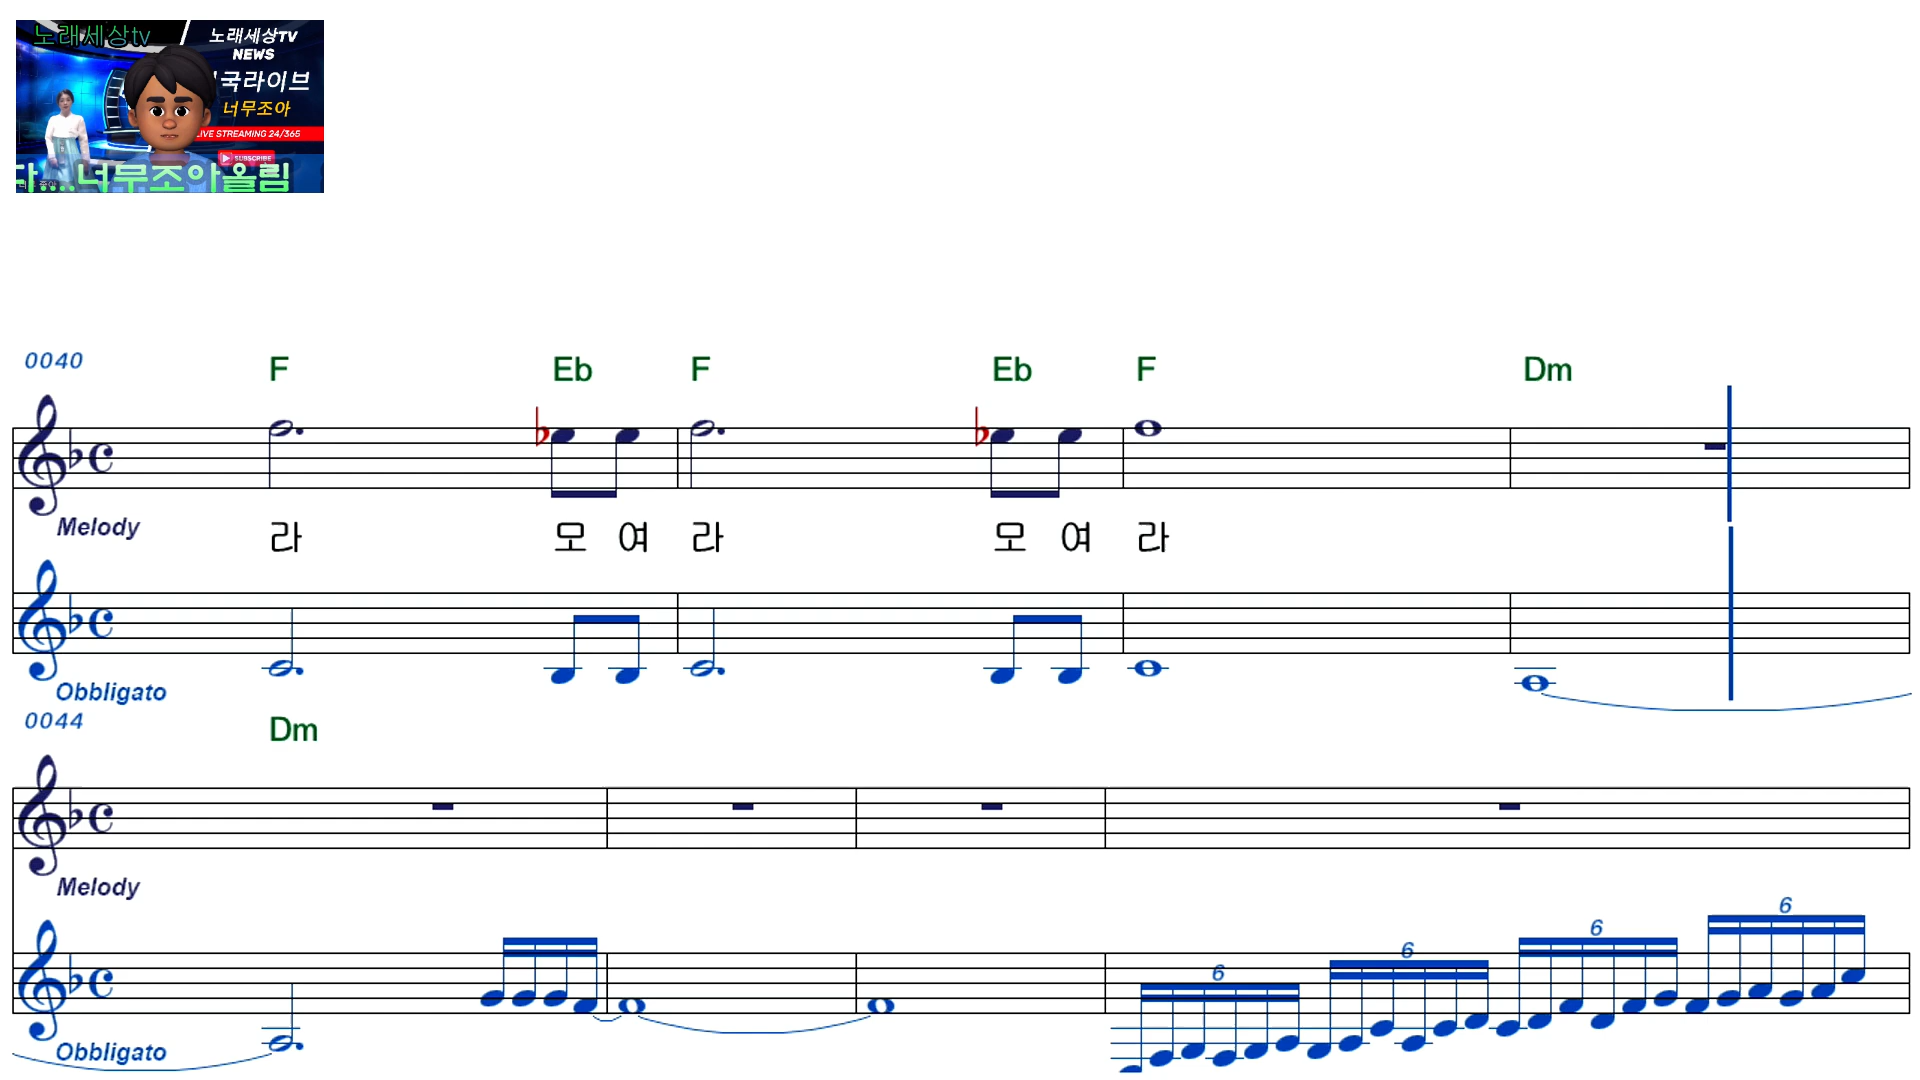 노래세상tv
노래세상TV
NEWS
국라이브
너무조아
LIVE STREAMING 24/365
SUBSCRIBE
다....너무조아올림
0040
F Eb F Eb F Dm
Melody
라 모 여 라 모 여 라
Obbligato
0044
Dm
Melody
6 6 6 6
Obbligato